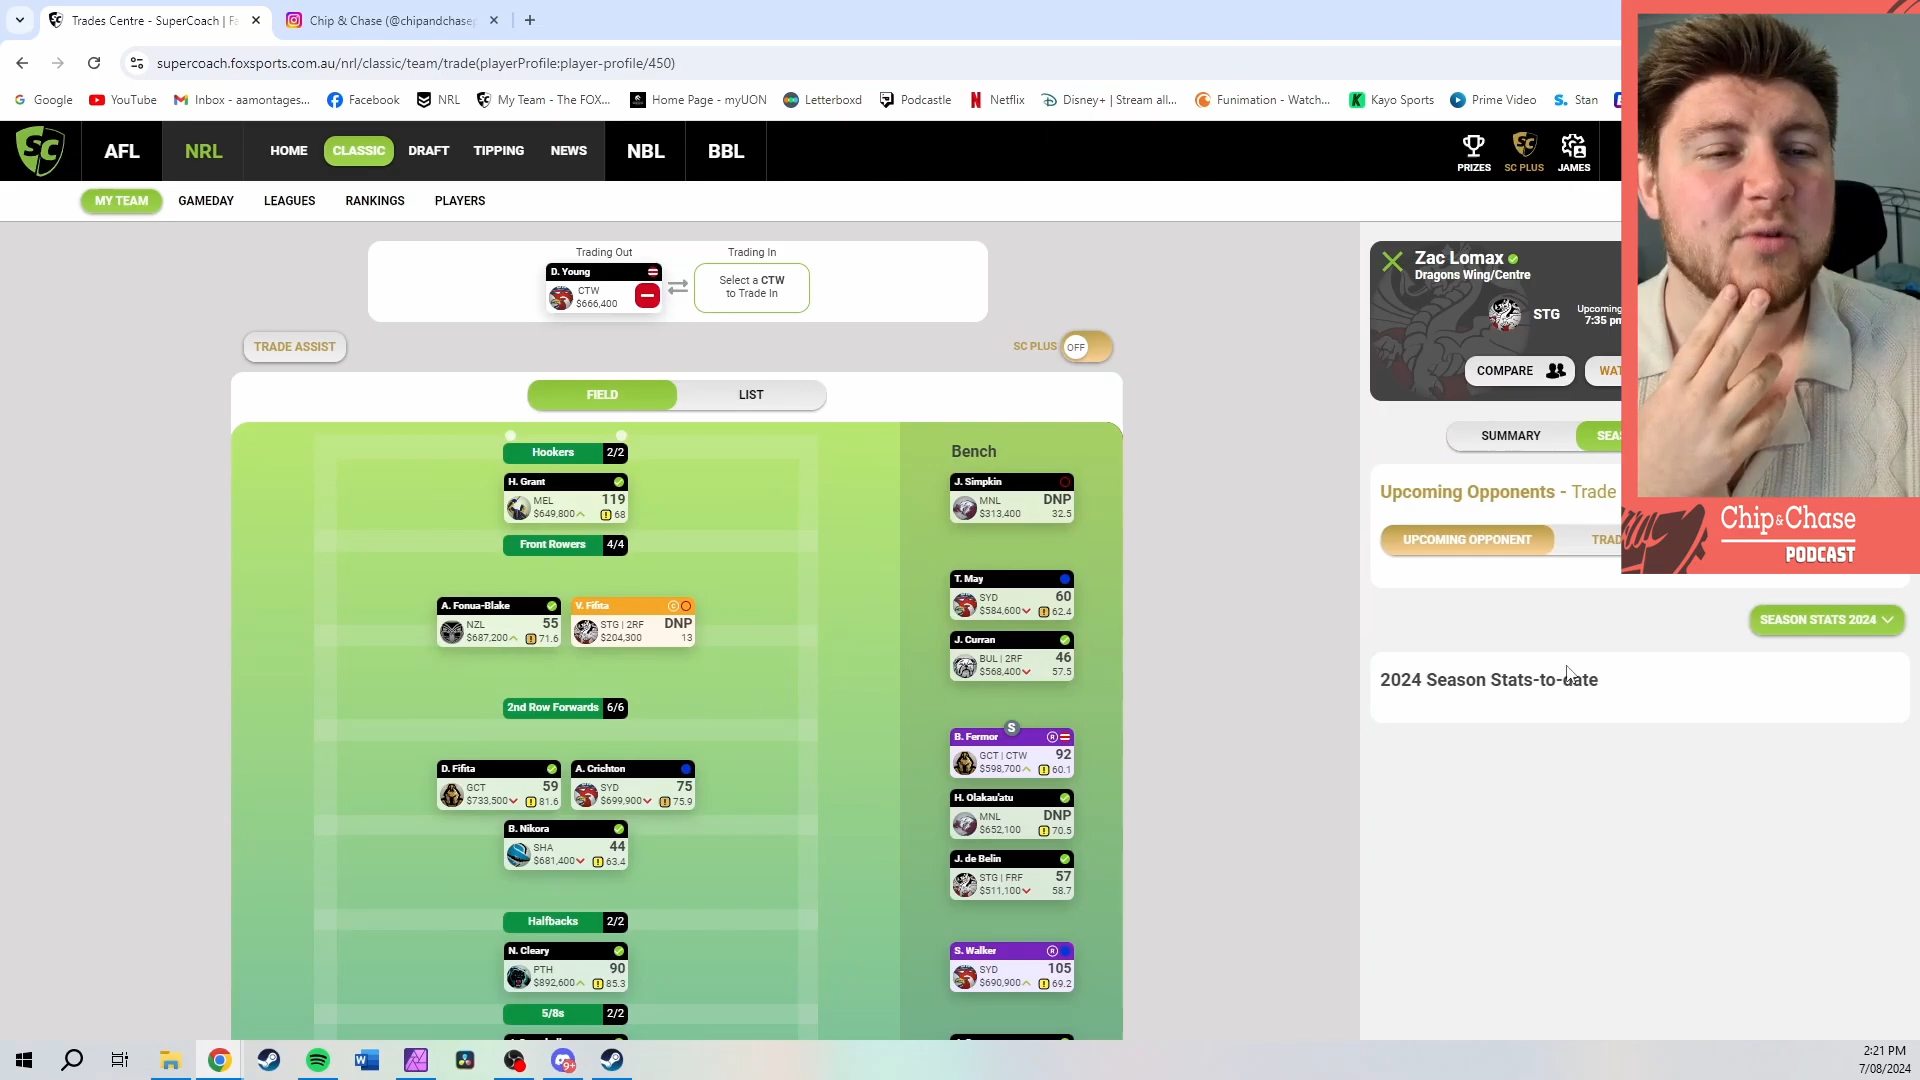 Trades Centre - SuperCoach | Fa
Chip & Chase (@chipandchasep
supercoach.foxsports.com.au/nrl/classic/team/trade(playerProfile:player-profile/450)
Google YouTube Inbox - aamontages... Facebook NRL My Team - The FOX... Home Page - myUON Letterboxd Podcastle Netflix Disney+ | Stream all... Funimation - Watch... Kayo Sports Prime Video Stan
SC AFL NRL HOME CLASSIC DRAFT TIPPING NEWS NBL BBL PRIZES SC PLUS JAMES
MY TEAM GAMEDAY LEAGUES RANKINGS PLAYERS
Trading Out Trading In
D. Young
CTW
$666,400
Select a CTW
to Trade In
TRADE ASSIST
SC PLUS OFF
FIELD LIST
Hookers 2/2
H. Grant
MEL 119
$649,800 68
Front Rowers 4/4
A. Fonua-Blake
NZL 55
$687,200 71.6
V. Fifita
STG | 2RF DNP
$204,300 13
2nd Row Forwards 6/6
D. Fifita
GCT 59
$733,500 81.6
A. Crichton
SYD 75
$699,900 75.9
B. Nikora
SHA 44
$681,400 63.4
Halfbacks 2/2
N. Cleary
PTH 90
$892,600 85.3
5/8s 2/2
Bench
J. Simpkin
MNL DNP
$313,400 32.5
T. May
SYD 60
$584,600 62.4
J. Curran
BUL | 2RF 46
$568,400 57.5
S
B. Fermor R
GCT | CTW 92
$598,700 60.1
H. Olakau'atu
MNL DNP
$652,100 70.5
J. de Belin
STG | FRF 57
$511,100 58.7
S. Walker R
SYD 105
$690,900 69.2
Zac Lomax
Dragons Wing/Centre
STG
Upcoming
7:35 pm
COMPARE WAT
SUMMARY SEAS
Upcoming Opponents - Trade
UPCOMING OPPONENT TRAD
SEASON STATS 2024
2024 Season Stats-to-date
Chip&Chase
PODCAST
9+
2:21 PM
7/08/2024